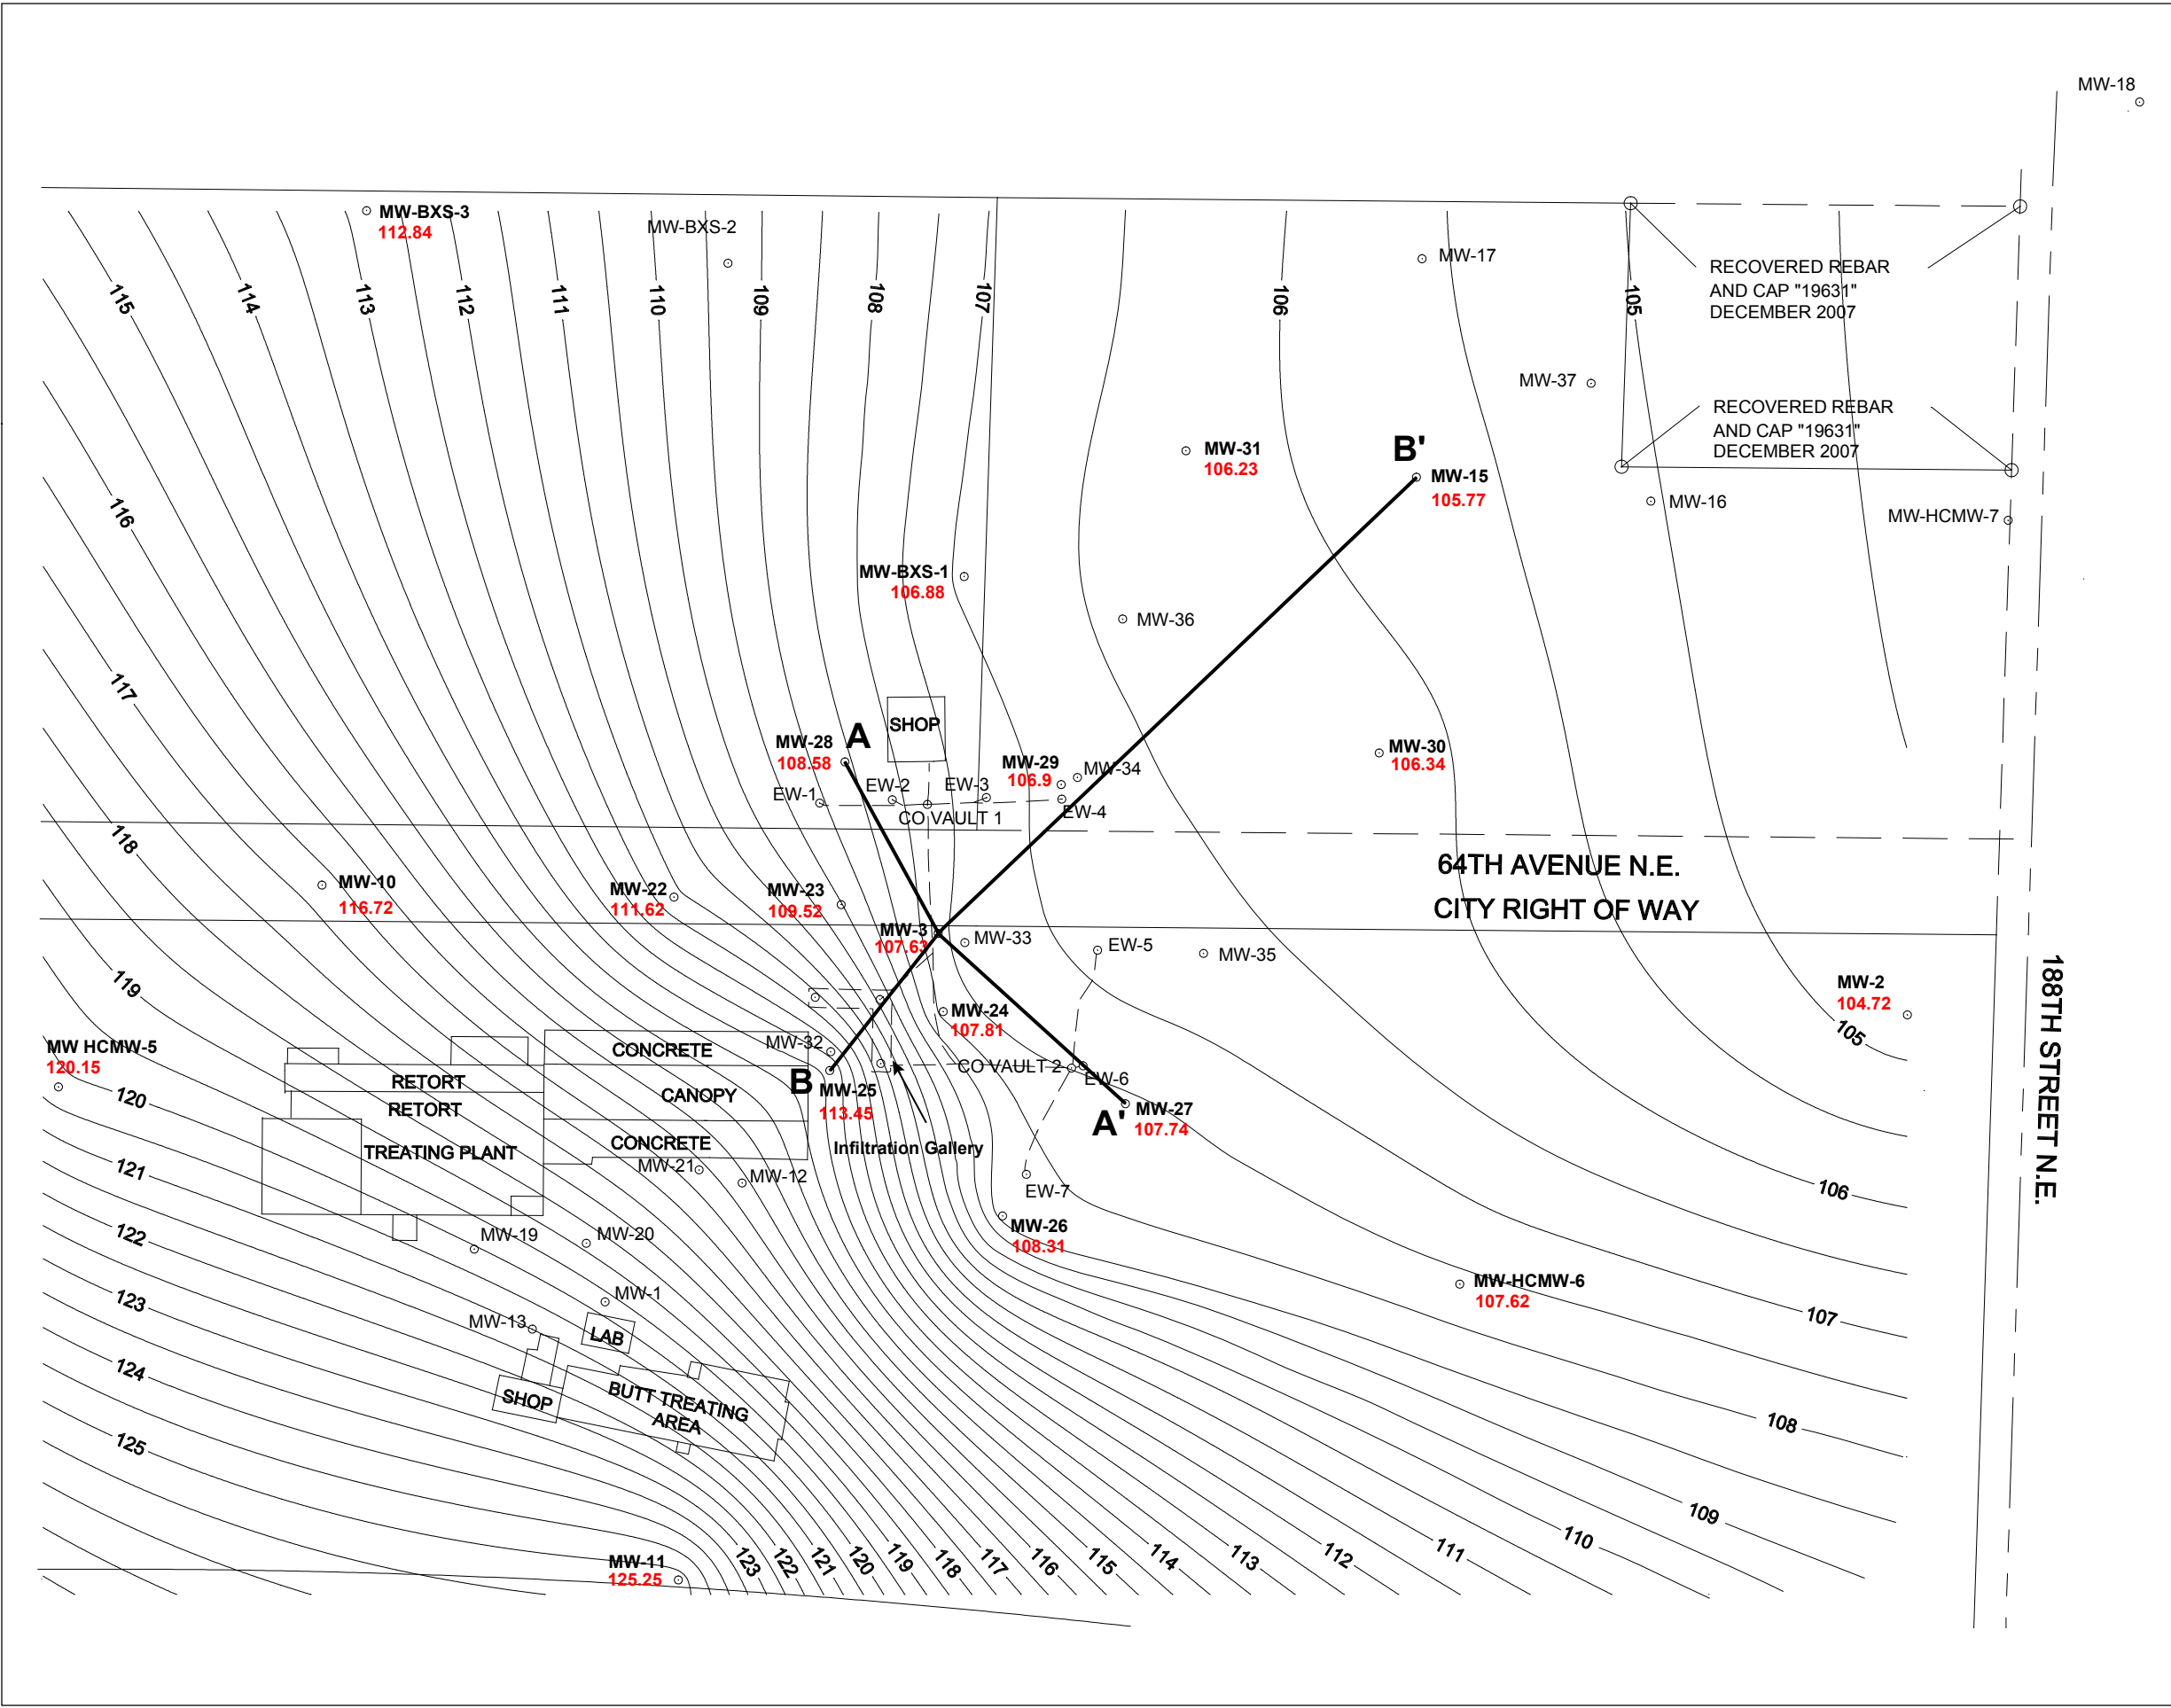 MW-18
MW-BXS-3
112.84
MW-BXS-2
MW-17
RECOVERED REBAR
AND CAP "19631"
DECEMBER 2007
115
114
113
112
111
110
109
108
107
106
105
MW-37
RECOVERED REBAR
AND CAP "19631"
DECEMBER 2007
MW-31
106.23
B'
MW-15
105.77
MW-16
MW-HCMW-7
116
MW-BXS-1
106.88
MW-36
117
SHOP
MW-28
108.58
A
MW-29
106.9
MW-34
MW-30
106.34
EW-1
EW-2
EW-3
EW-4
CO VAULT 1
118
64TH AVENUE N.E.
CITY RIGHT OF WAY
MW-10
116.72
MW-22
111.62
MW-23
109.52
MW-3
107.63
MW-33
EW-5
MW-35
188TH STREET N.E.
119
MW-2
104.72
105
MW-24
107.81
MW HCMW-5
120.15
CONCRETE
MW-32
CO VAULT 2
EW-6
RETORT
RETORT
CANOPY
B
MW-25
113.45
A'
MW-27
107.74
120
TREATING PLANT
CONCRETE
Infiltration Gallery
121
MW-21
MW-12
EW-7
106
122
MW-19
MW-20
MW-26
108.31
MW-HCMW-6
107.62
123
MW-1
MW-13
LAB
107
124
SHOP
BUTT TREATING
AREA
108
125
109
110
MW-11
125.25
123
122
121
120
119
118
117
116
115
114
113
112
111